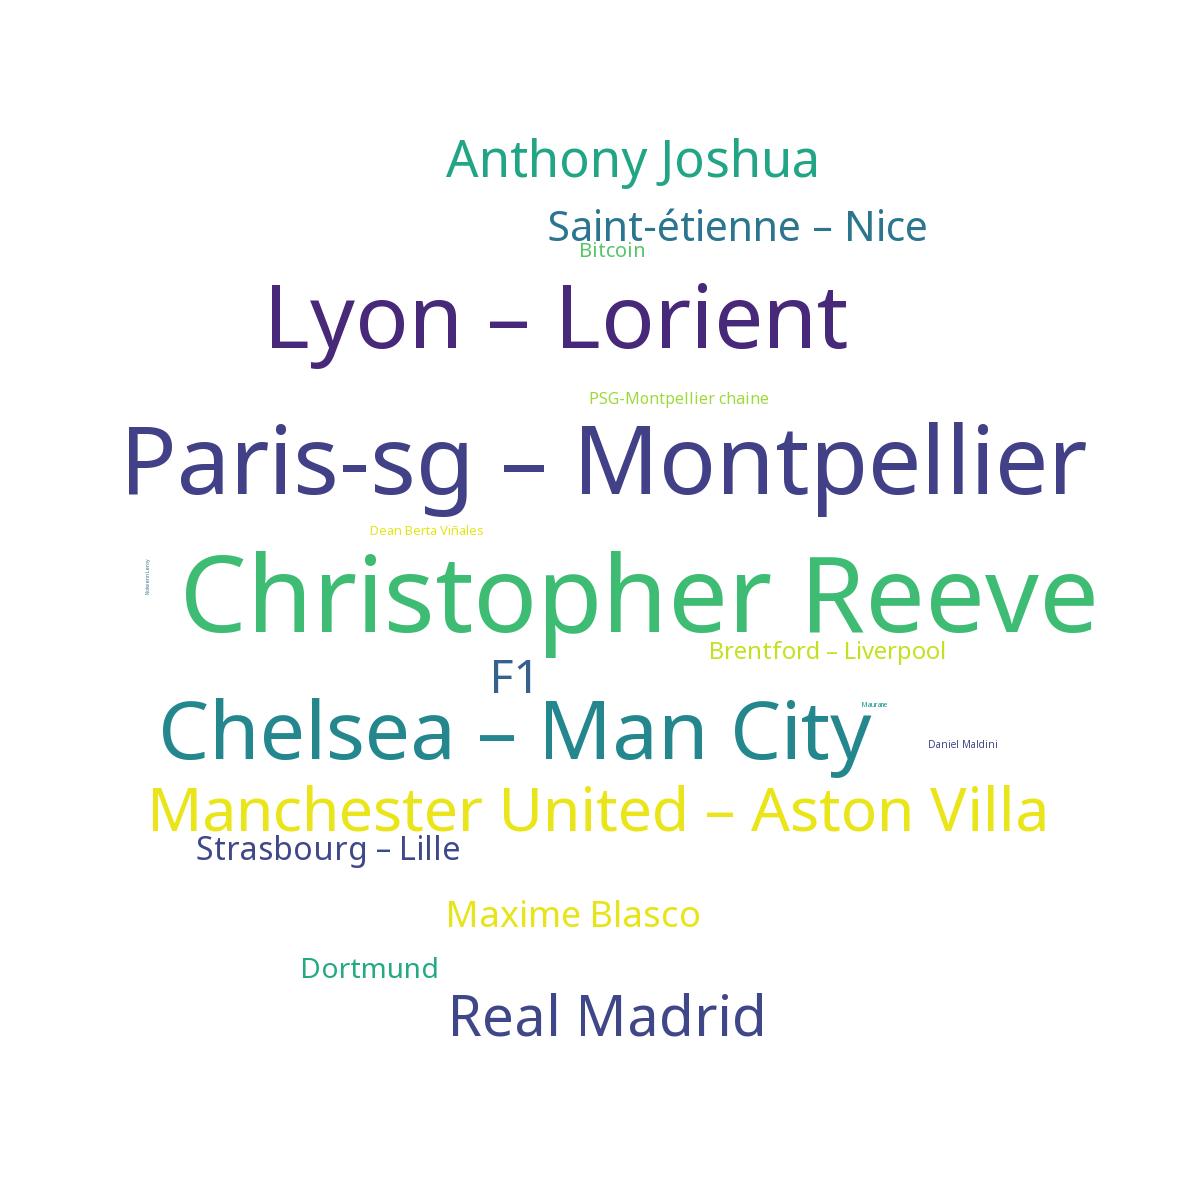 Anthony Joshua
Saint-étienne – Nice
Bitcoin
Lyon – Lorient
PSG-Montpellier chaine
Paris-sg – Montpellier
Dean Berta Viñales
Christopher Reeve
Nolwenn Leroy
Brentford – Liverpool
F1
Chelsea – Man City
Maurane
Daniel Maldini
Manchester United – Aston Villa
Strasbourg – Lille
Maxime Blasco
Dortmund
Real Madrid